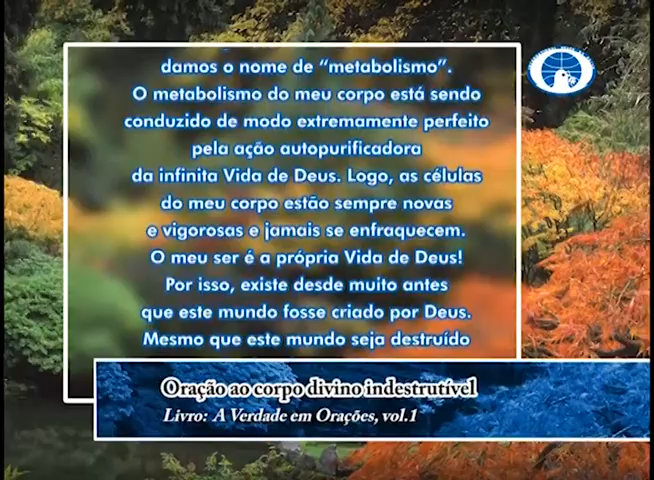 damos o nome de “metabolismo”.
O metabolismo do meu corpo está sendo
conduzido de modo extremamente perfeito
pela ação autopurificadora
da infinita Vida de Deus. Logo, as células
do meu corpo estão sempre novas
e vigorosas e jamais se enfraquecem.
O meu ser é a própria Vida de Deus!
Por isso, existe desde muito antes
que este mundo fosse criado por Deus.
Mesmo que este mundo seja destruído
Oração ao corpo divino indestrutível
Livro: A Verdade em Orações, vol.1